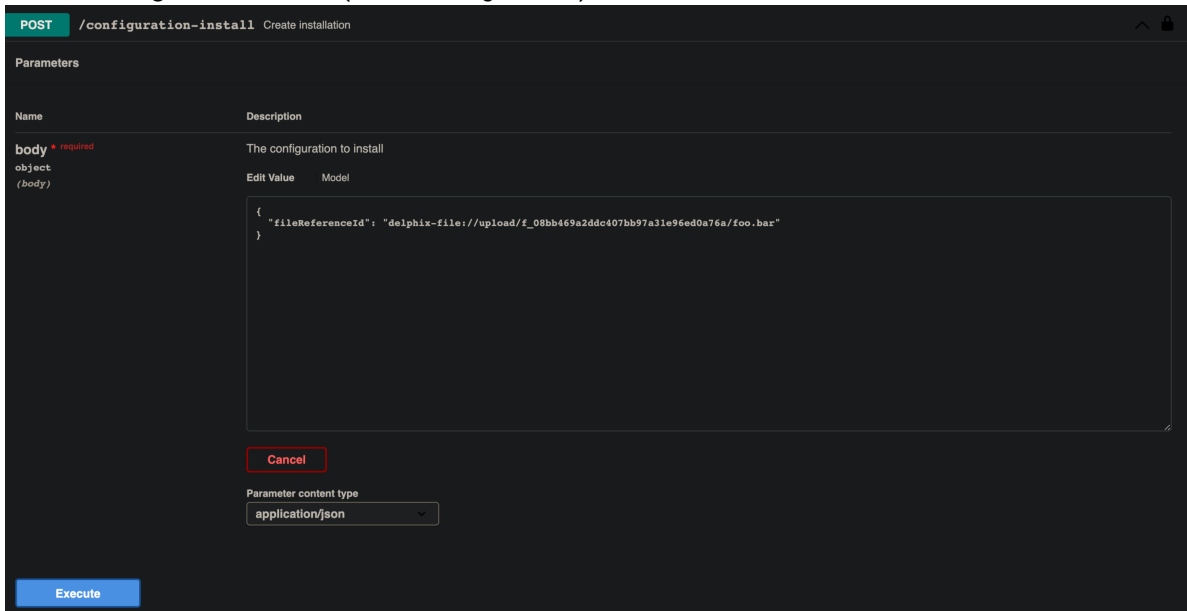 POST /configuration-install Create installation
Parameters
Name Description
body * required
object
(body)
The configuration to install
Edit Value Model
{
"fileReferenceId": "delphix-file://upload/f_08bb469a2ddc407bb97a31e96ed0a76a/foo.bar"
}
Cancel
Parameter content type
application/json
Execute